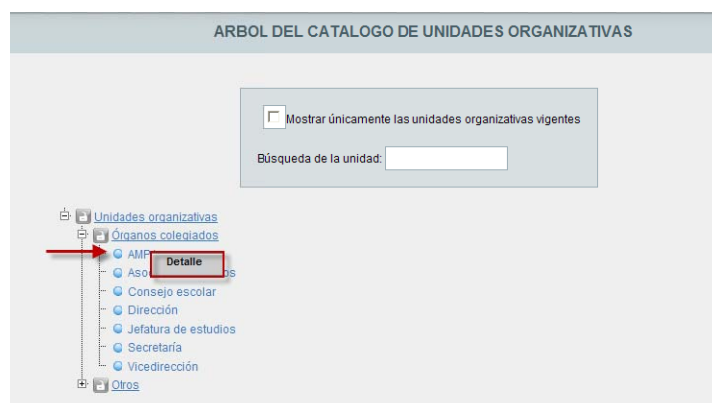 ARBOL DEL CATALOGO DE UNIDADES ORGANIZATIVAS
Mostrar únicamente las unidades organizativas vigentes
Búsqueda de la unidad:
Unidades organizativas
Órganos colegiados
Detalle
Consejo escolar
Dirección
Jefatura de estudios
Secretaría
Vicedirección
Otros